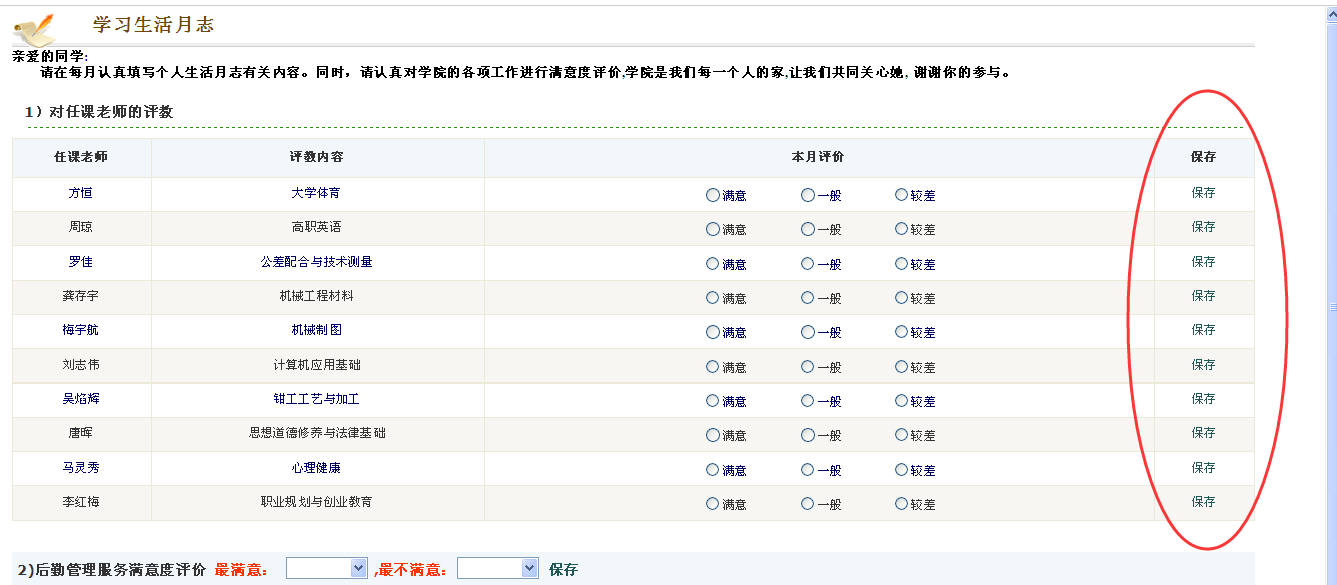 学习生活月志
亲爱的同学:
请在每月认真填写个人生活月志有关内容。同时，请认真对学院的各项工作进行满意度评价,学院是我们每一个人的家,让我们共同关心她, 谢谢你的参与。
1）对任课老师的评教
任课老师 评教内容 本月评价 保存
方恒 大学体育 满意 一般 较差 保存
周琼 高职英语 满意 一般 较差 保存
罗佳 公差配合与技术测量 满意 一般 较差 保存
龚存宇 机械工程材料 满意 一般 较差 保存
梅宇航 机械制图 满意 一般 较差 保存
刘志伟 计算机应用基础 满意 一般 较差 保存
吴焰辉 钳工工艺与加工 满意 一般 较差 保存
唐晖 思想道德修养与法律基础 满意 一般 较差 保存
马灵秀 心理健康 满意 一般 较差 保存
李红梅 职业规划与创业教育 满意 一般 较差 保存
2)后勤管理服务满意度评价 最满意： ,最不满意： 保存